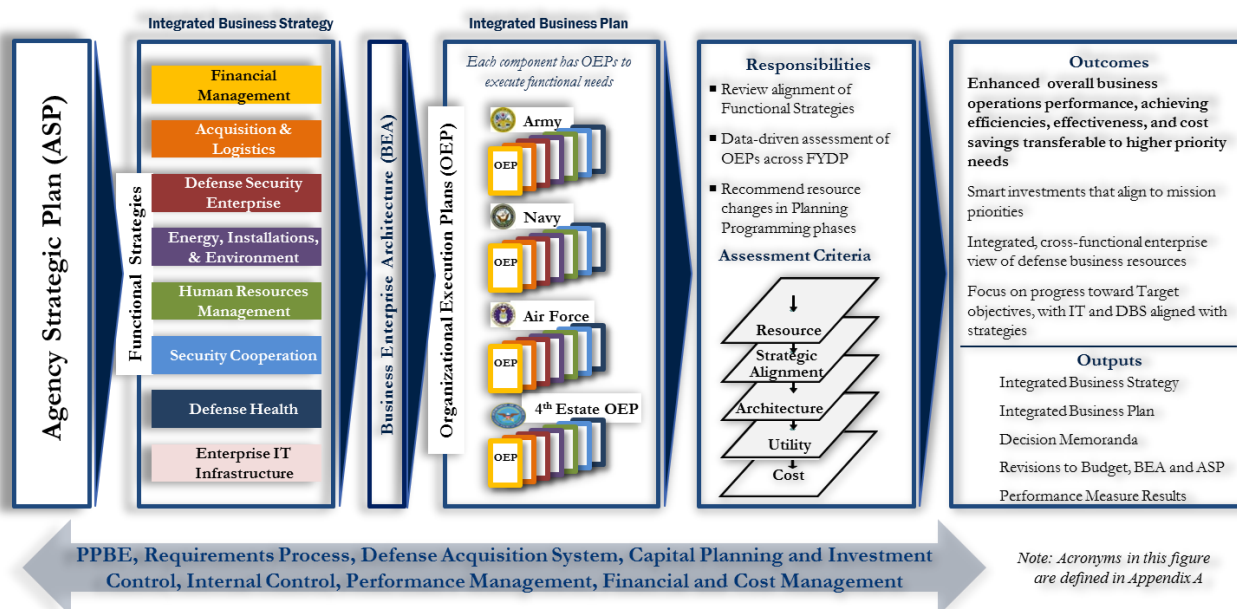 Integrated Business Strategy
Integrated Business Plan
Agency Strategic Plan (ASP)
Functional Strategies
Financial
Management
Acquisition &
Logistics
Defense Security
Enterprise
Energy, Installations,
& Environment
Human Resources
Management
Security Cooperation
Defense Health
Enterprise IT
Infrastructure
Business Enterprise Architecture (BEA)
Organizational Execution Plans (OEP)
Each component has OEPs to
execute functional needs
Army
OEP
Navy
OEP
Air Force
OEP
4th Estate OEP
OEP
Responsibilities
▪ Review alignment of
Functional Strategies
▪ Data-driven assessment of
OEPs across FYDP
▪ Recommend resource
changes in Planning
Programming phases
Assessment Criteria
Resource
Strategic
Alignment
Architecture
Utility
Cost
Outcomes
Enhanced overall business
operations performance, achieving
efficiencies, effectiveness, and cost
savings transferable to higher priority
needs
Smart investments that align to mission
priorities
Integrated, cross-functional enterprise
view of defense business resources
Focus on progress toward Target
objectives, with IT and DBS aligned with
strategies
Outputs
Integrated Business Strategy
Integrated Business Plan
Decision Memoranda
Revisions to Budget, BEA and ASP
Performance Measure Results
PPBE, Requirements Process, Defense Acquisition System, Capital Planning and Investment
Control, Internal Control, Performance Management, Financial and Cost Management
Note: Acronyms in this figure
are defined in Appendix A